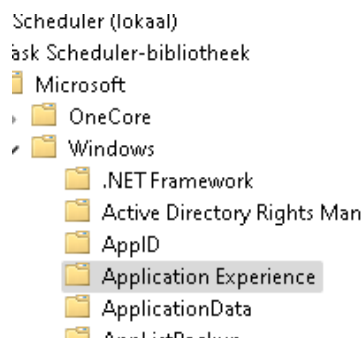 Scheduler (lokaal)
ask Scheduler-bibliotheek
Microsoft
OneCore
Windows
.NET Framework
Active Directory Rights Man
AppID
Application Experience
ApplicationData